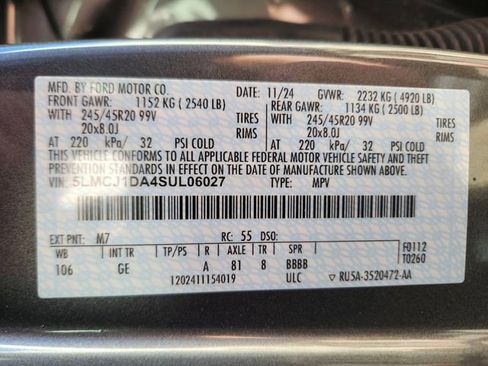 MFD. BY FORD MOTOR CO.
DATE: 11/24 GVWR: 2232 KG (4920 LB)
FRONT GAWR: 1152 KG (2540 LB) REAR GAWR: 1134 KG (2500 LB)
WITH 245/45R20 99V TIRES WITH 245/45R20 99V TIRES
20x8.0J RIMS 20x8.0J RIMS
AT 220 kPa/ 32 PSI COLD AT 220 kPa/ 32 PSI COLD
THIS VEHICLE CONFORMS TO ALL APPLICABLE FEDERAL MOTOR VEHICLE SAFETY AND THEFT
PREVENTION STANDARDS IN EFFECT ON THE DATE OF MANUFACTURE SHOWN ABOVE.
VIN: 5LMCJ1DA4SUL06027 TYPE: MPV
EXT PNT: M7 RC: 55 DSO: F0112
WB INT TR TP/PS R AXLE TR SPR T0260
106 GE A 81 8 BBBB
1202411154019 ULC ▽ RU5A-3520472-AA